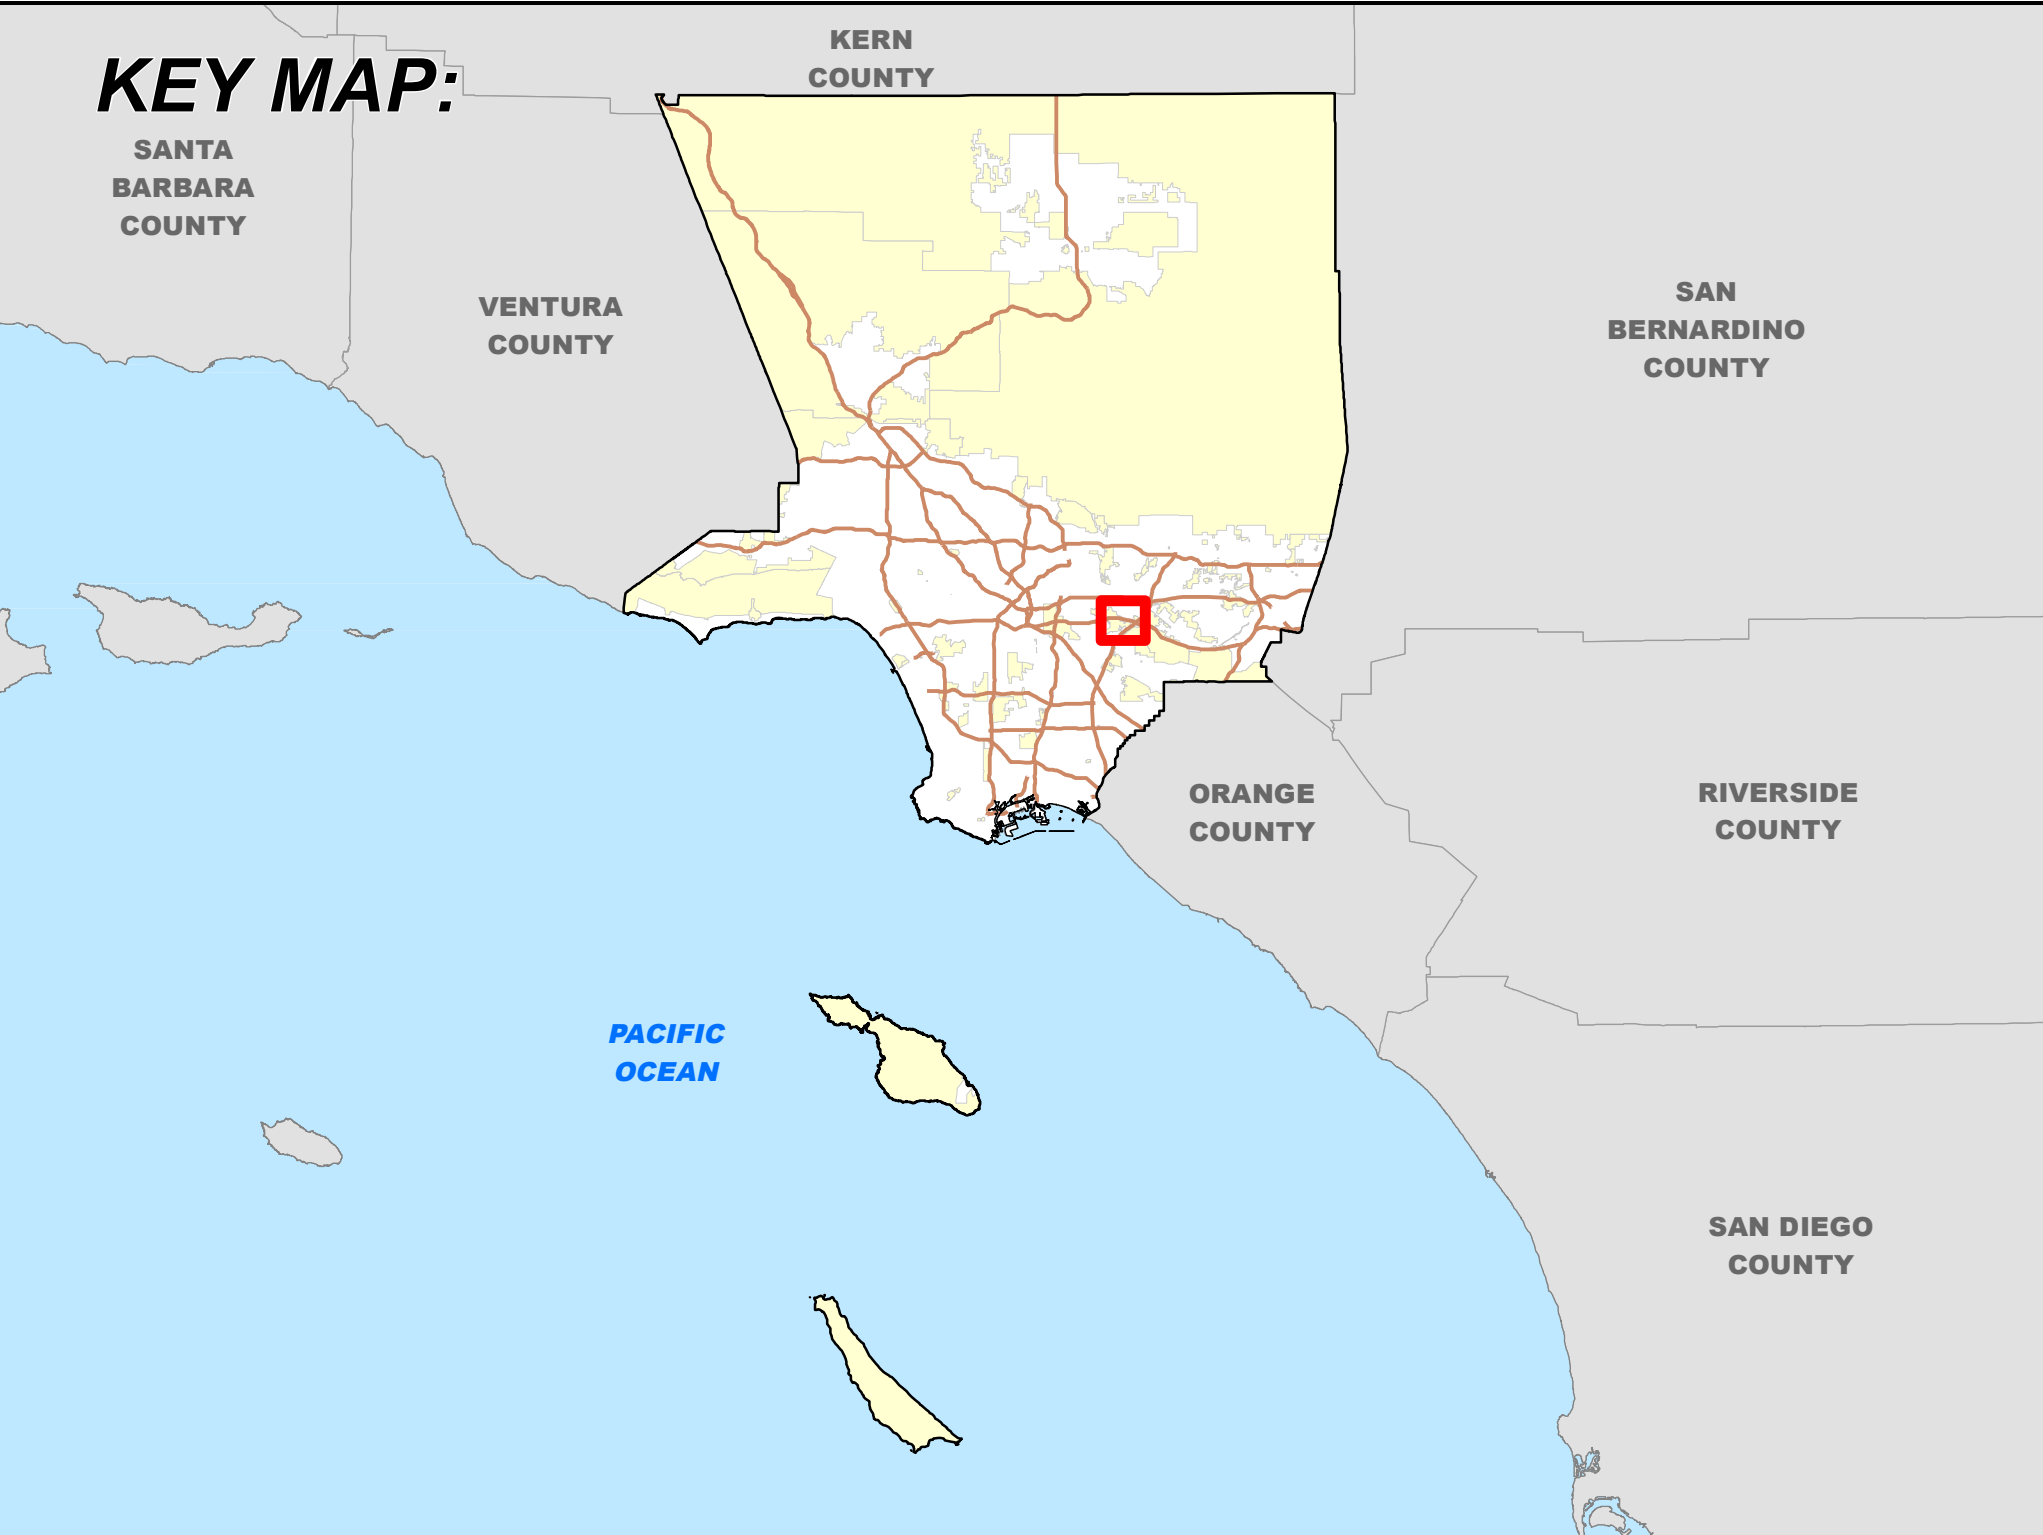 KEY MAP:
KERN
COUNTY
SANTA
BARBARA
COUNTY
VENTURA
COUNTY
SAN
BERNARDINO
COUNTY
ORANGE
COUNTY
RIVERSIDE
COUNTY
PACIFIC
OCEAN
SAN DIEGO
COUNTY